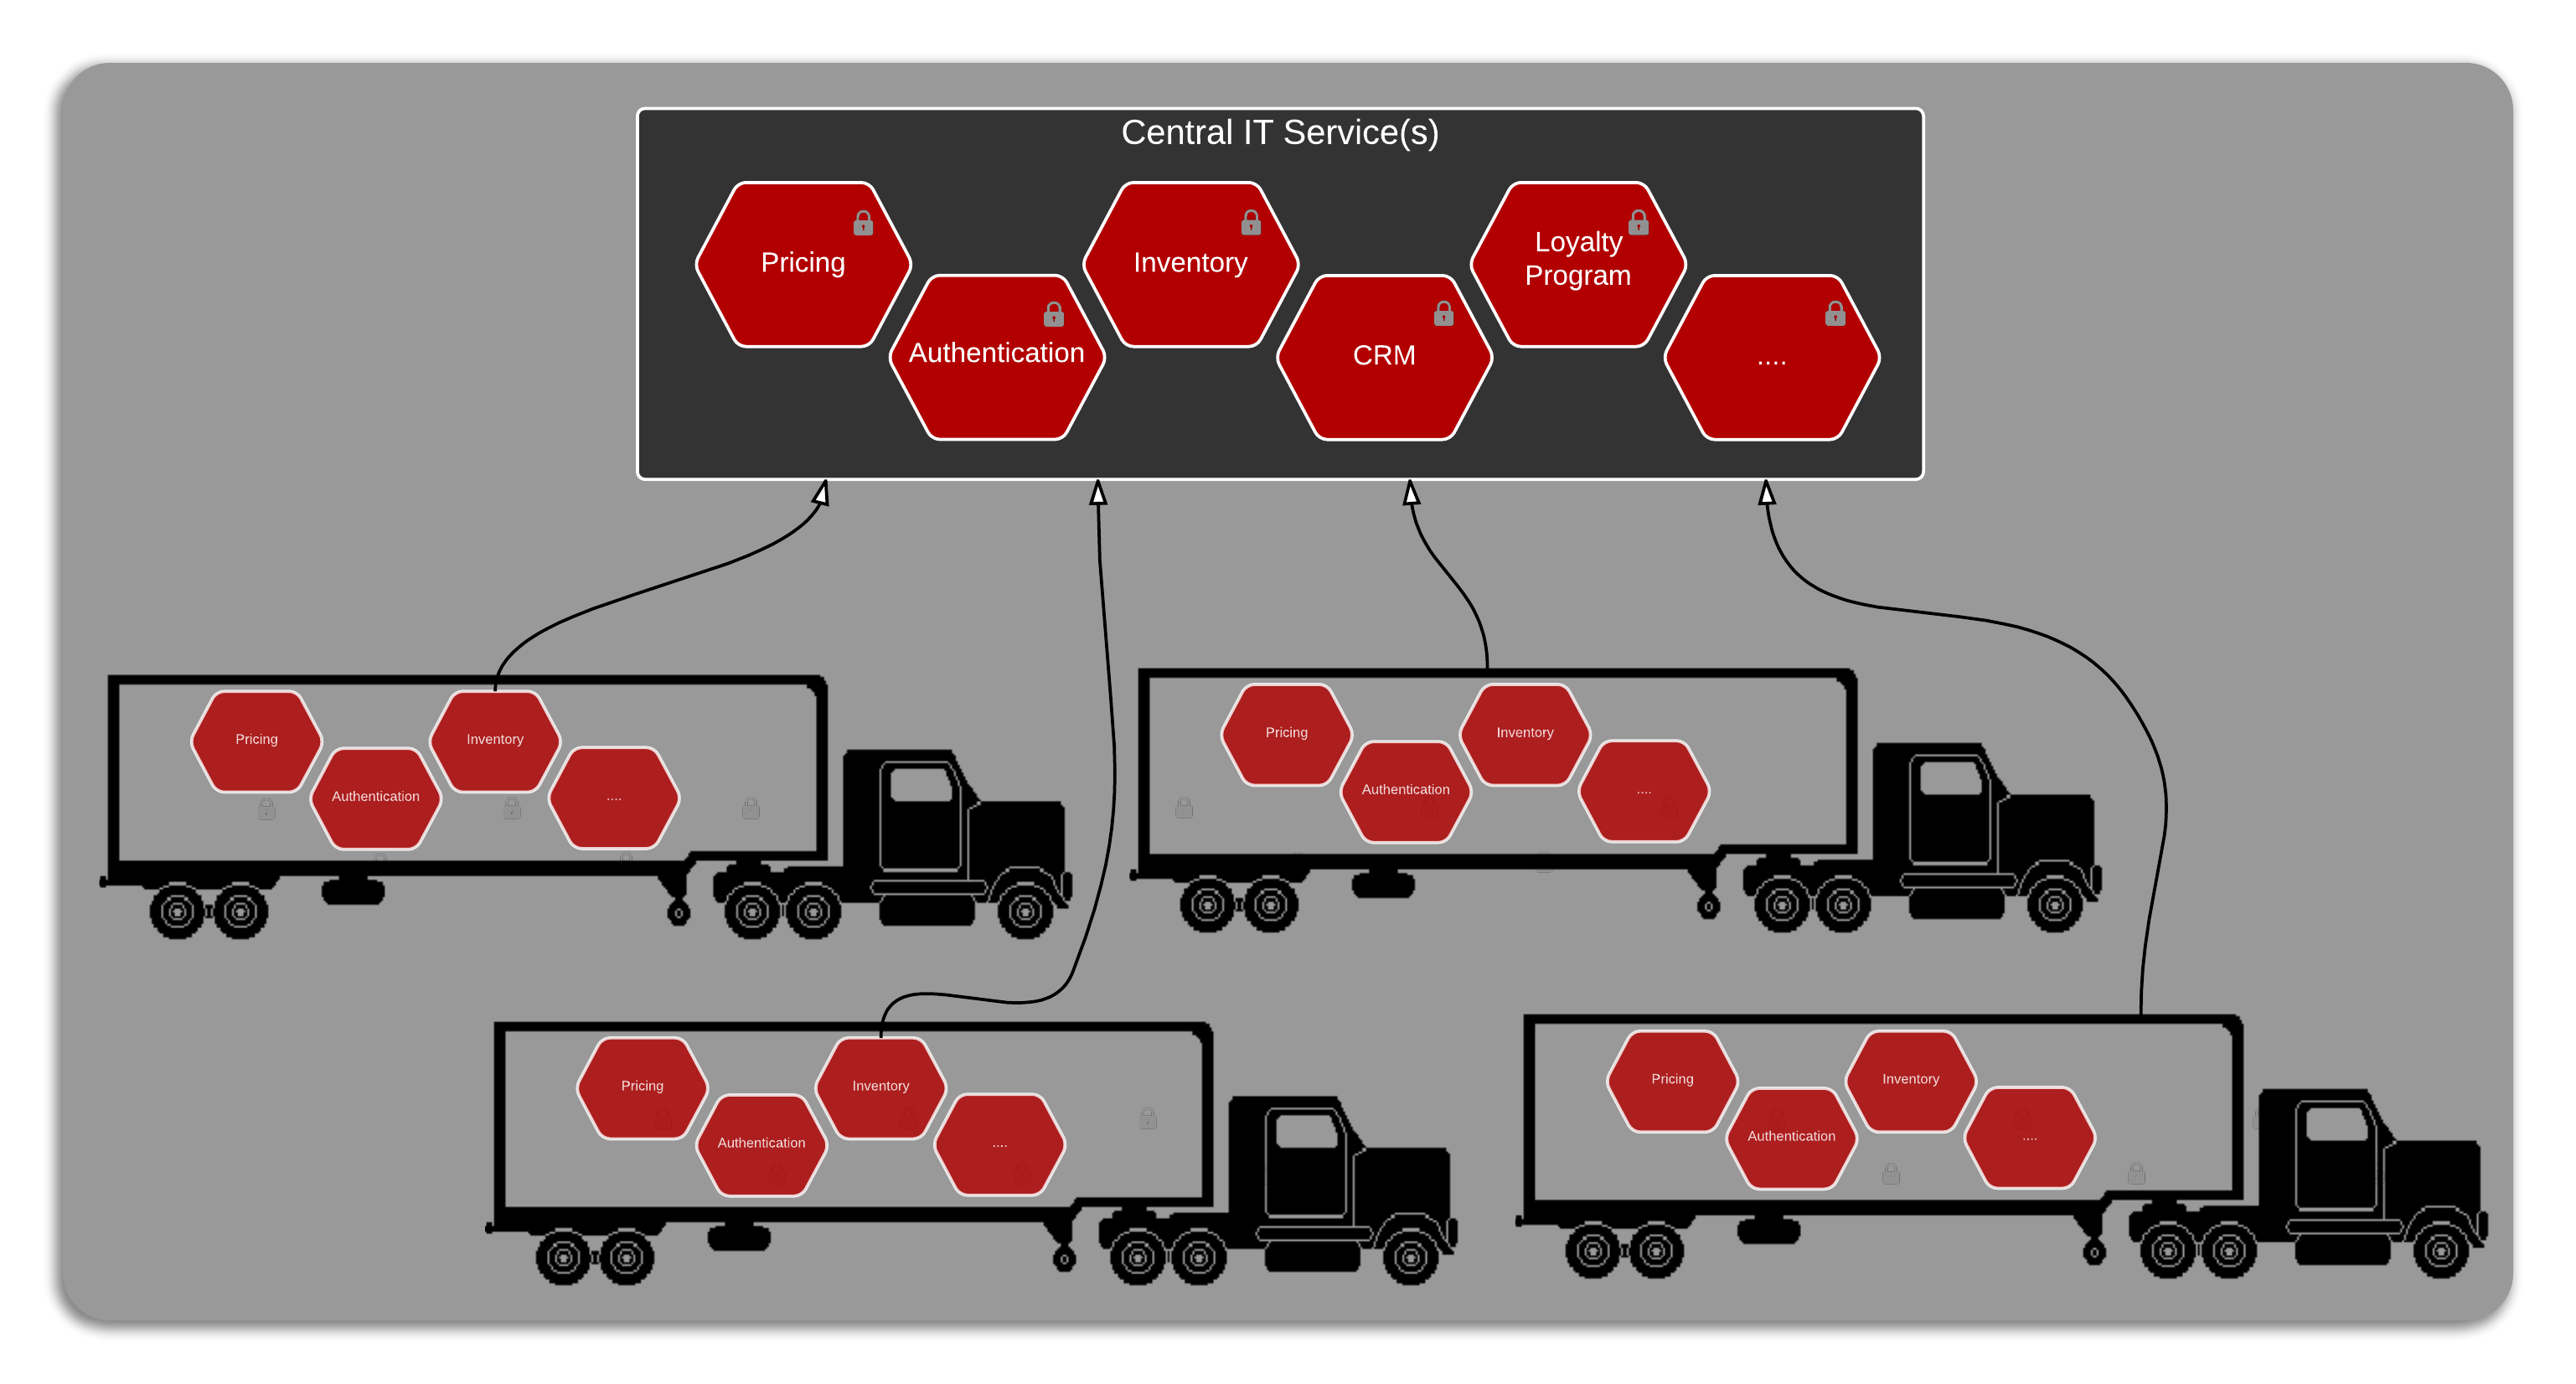 Central IT Service(s)
Pricing
Authentication
Inventory
CRM
Loyalty
Program
....
Pricing
Authentication
Inventory
....
Pricing
Authentication
Inventory
....
Pricing
Authentication
Inventory
....
Pricing
Authentication
Inventory
....